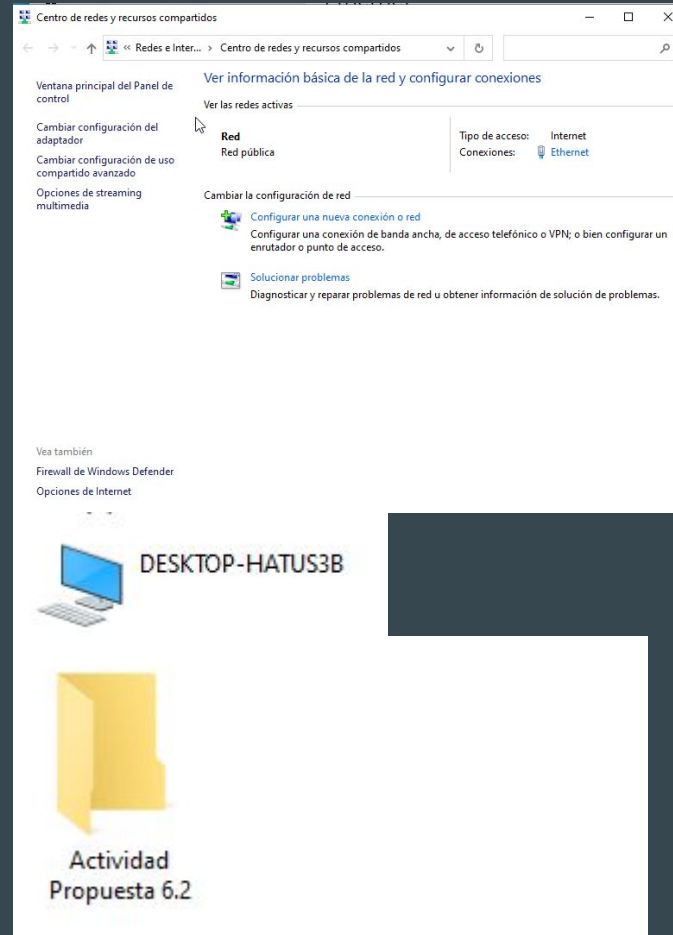 Centro de redes y recursos compartidos
« Redes e Inter... › Centro de redes y recursos compartidos
Ventana principal del Panel de
control
Cambiar configuración del
adaptador
Cambiar configuración de uso
compartido avanzado
Opciones de streaming
multimedia
Ver información básica de la red y configurar conexiones
Ver las redes activas
Red
Red pública
Tipo de acceso: Internet
Conexiones: Ethernet
Cambiar la configuración de red
Configurar una nueva conexión o red
Configurar una conexión de banda ancha, de acceso telefónico o VPN; o bien configurar un
enrutador o punto de acceso.
Solucionar problemas
Diagnosticar y reparar problemas de red u obtener información de solución de problemas.
Vea también
Firewall de Windows Defender
Opciones de Internet
DESKTOP-HATUS3B
Actividad
Propuesta 6.2